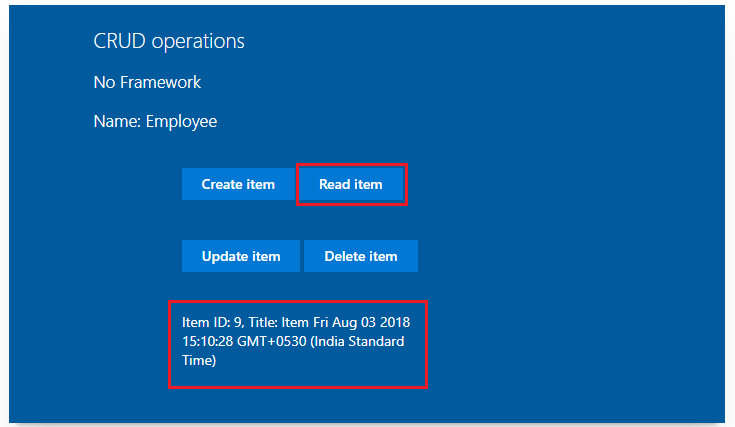 CRUD operations
No Framework
Name: Employee
Create item
Read item
Update item
Delete item
Item ID: 9, Title: Item Fri Aug 03 2018
15:10:28 GMT+0530 (India Standard
Time)